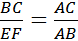 BC/EF = AC/AB